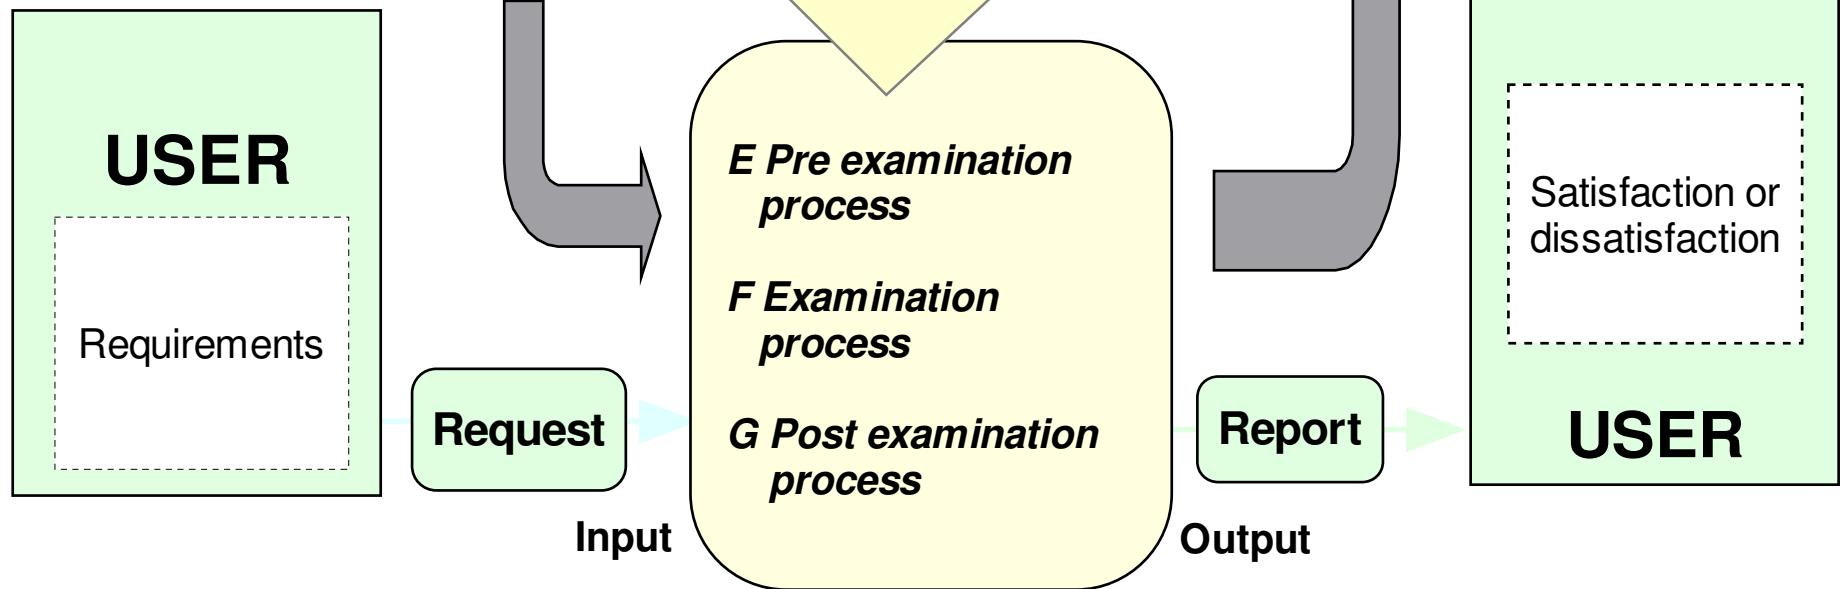 USER
Requirements
Request
Input
E Pre examination
process
F Examination
process
G Post examination
process
Report
Output
Satisfaction or
dissatisfaction
USER